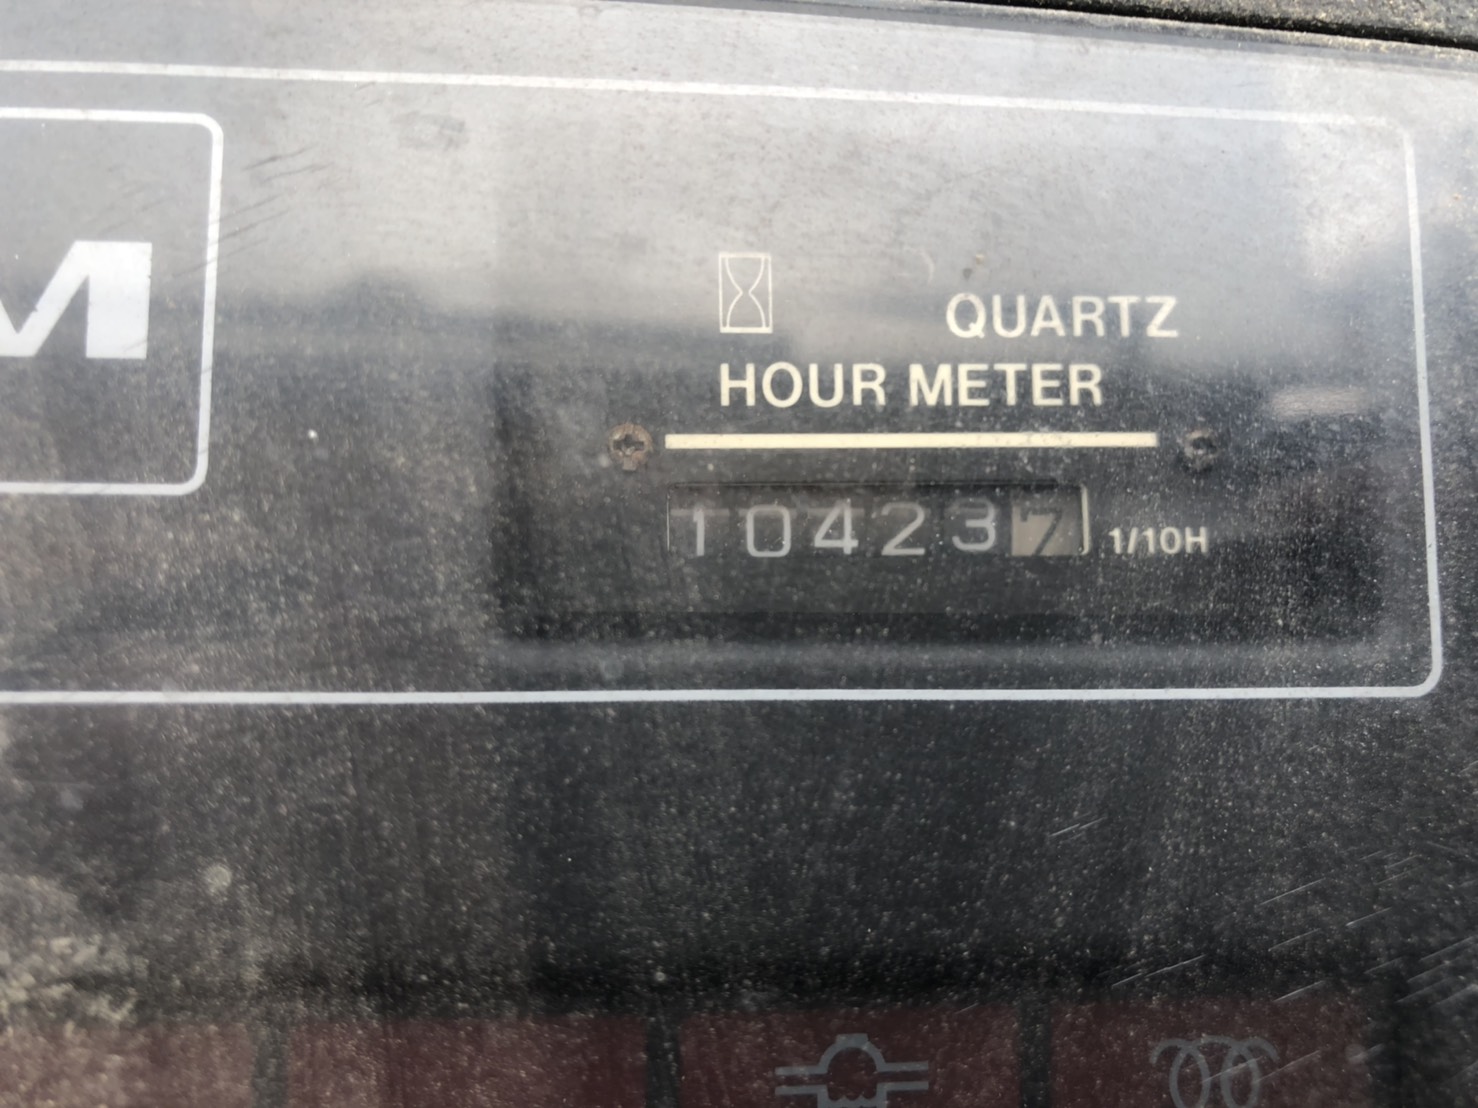 M
QUARTZ
HOUR METER
104237 1/10H